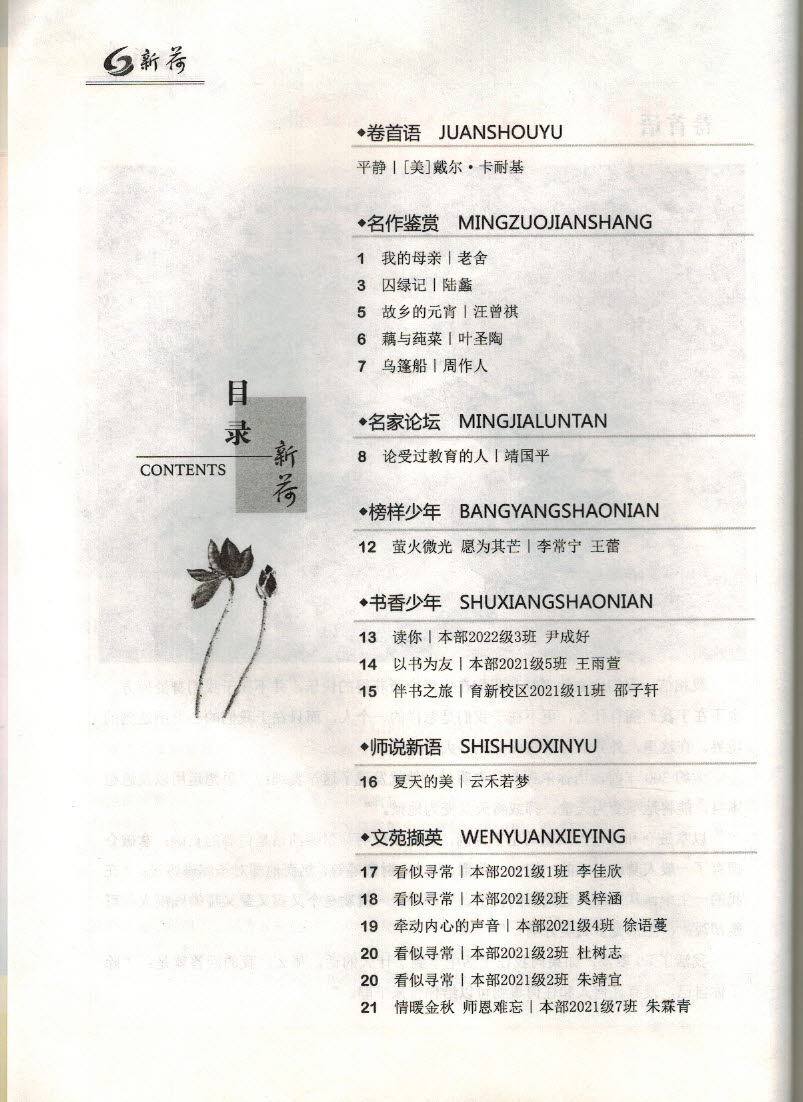 新荷
◆卷首语 JUANSHOUYU
平静 | [美]戴尔·卡耐基
◆名作鉴赏 MINGZUOJIANSHANG
1 我的母亲 | 老舍
3 囚绿记 | 陆蠡
5 故乡的元宵 | 汪曾祺
6 藕与莼菜 | 叶圣陶
7 乌篷船 | 周作人
目录
CONTENTS
新荷
◆名家论坛 MINGJIALUNTAN
8 论受过教育的人 | 靖国平
◆榜样少年 BANGYANGSHAONIAN
12 萤火微光 愿为其芒 | 李常宁 王蕾
◆书香少年 SHUXIANGSHAONIAN
13 读你 | 本部2022级3班 尹成好
14 以书为友 | 本部2021级5班 王雨萱
15 伴书之旅 | 育新校区2021级11班 邵子轩
◆师说新语 SHISHUOXINYU
16 夏天的美 | 云禾若梦
◆文苑撷英 WENYUANXIEYING
17 看似寻常 | 本部2021级1班 李佳欣
18 看似寻常 | 本部2021级2班 奚梓涵
19 牵动内心的声音 | 本部2021级4班 徐语蔓
20 看似寻常 | 本部2021级2班 杜树志
20 看似寻常 | 本部2021级2班 朱靖宜
21 情暖金秋 师恩难忘 | 本部2021级7班 朱霖青